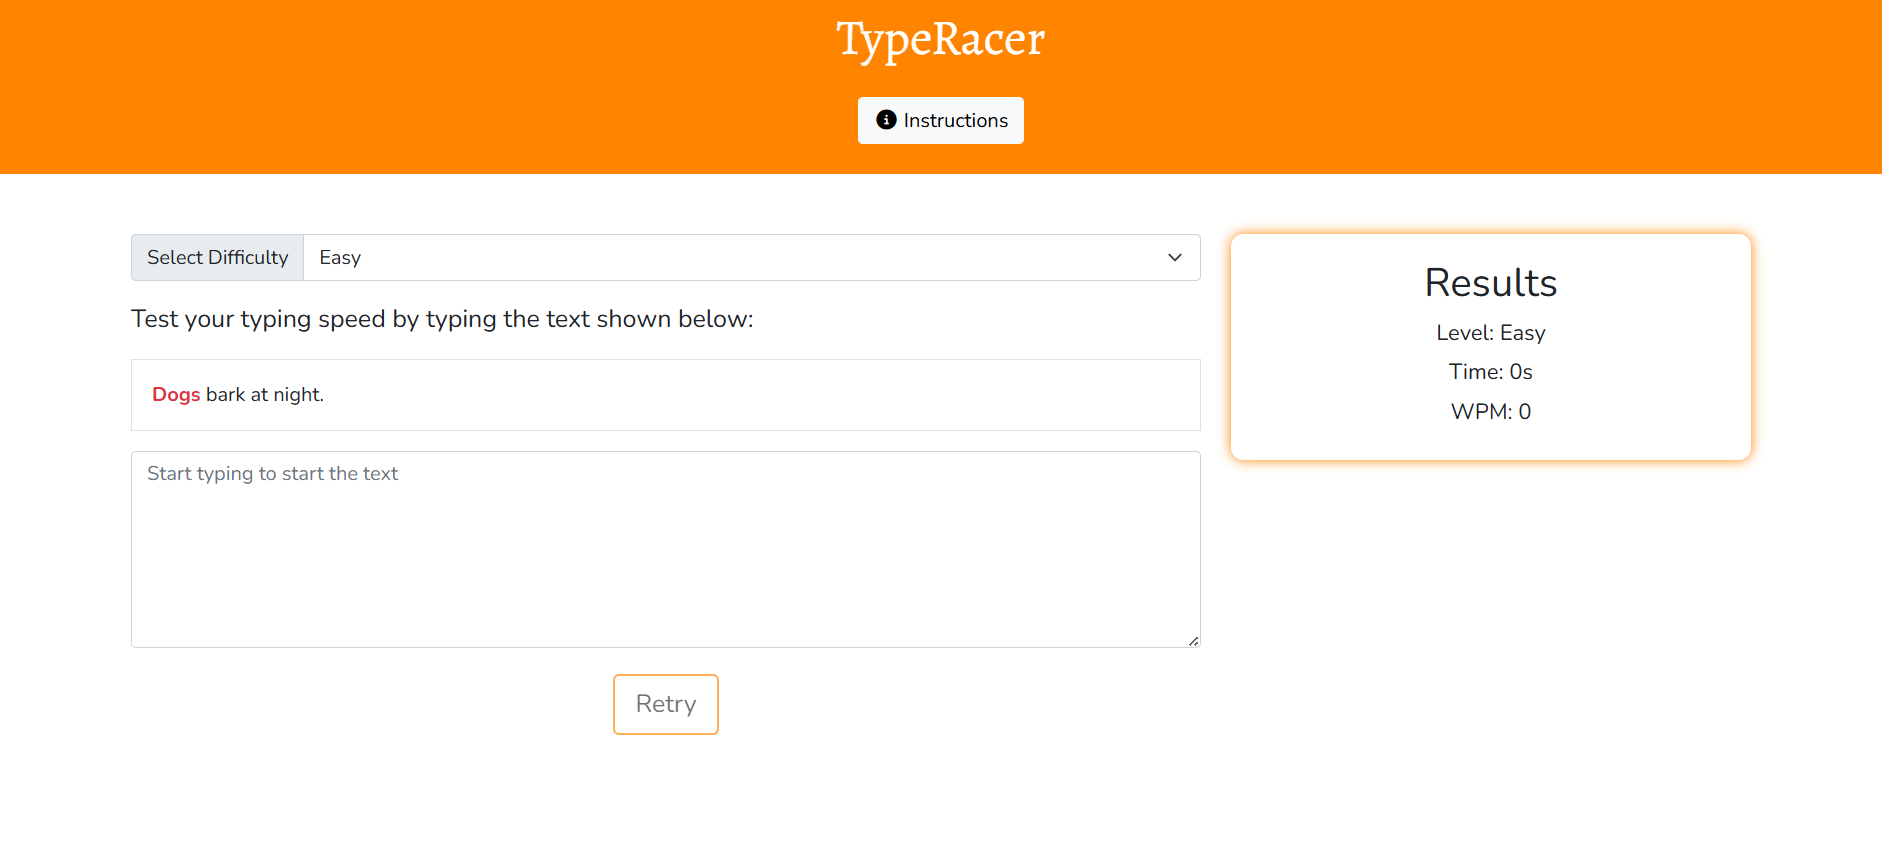 TypeRacer
Instructions
Select Difficulty Easy
Test your typing speed by typing the text shown below:
Dogs bark at night.
Start typing to start the text
Retry
Results
Level: Easy
Time: 0s
WPM: 0